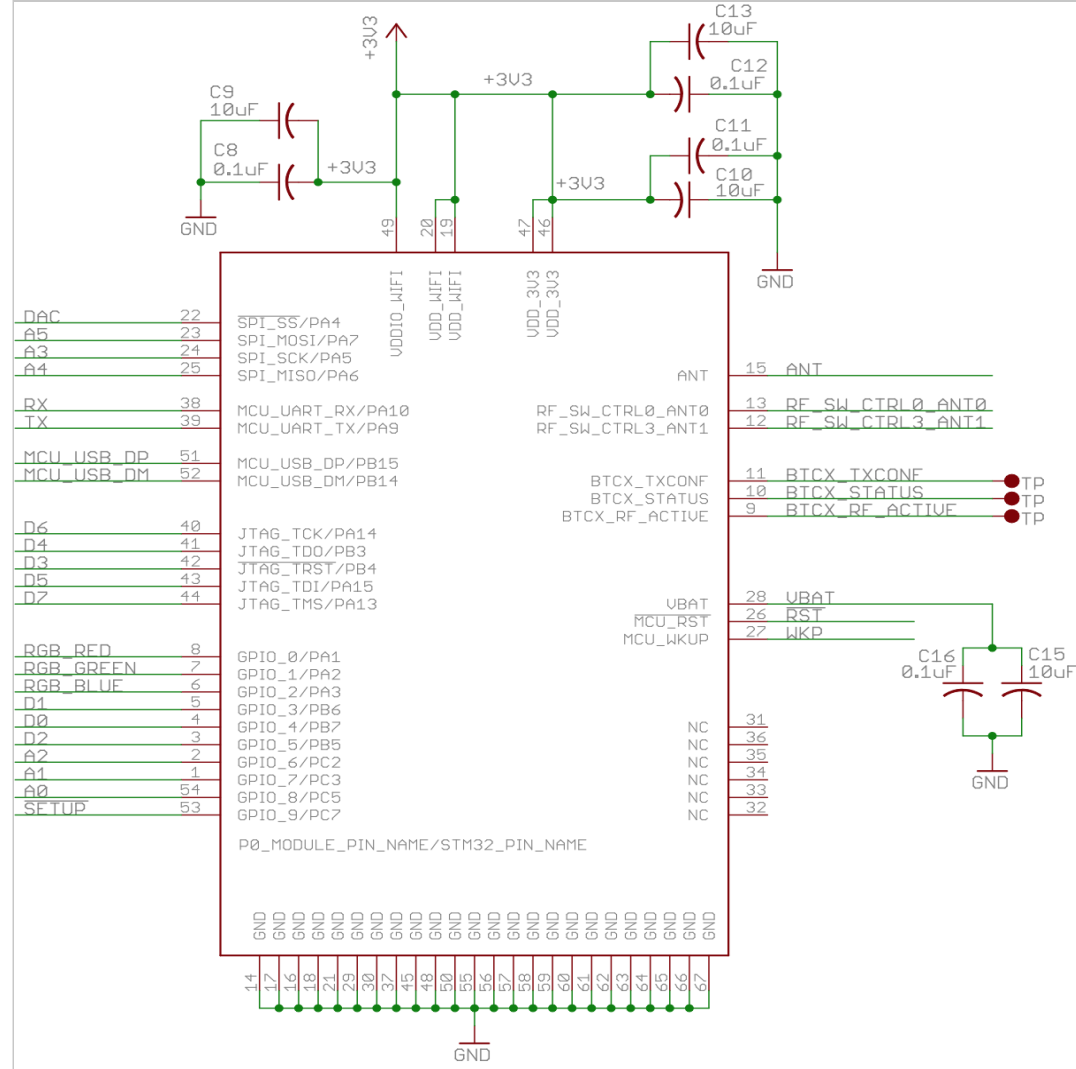 +3V3
C13
10uF
+3V3
C12
0.1uF
C9
10uF
C11
0.1uF
C8
0.1uF
+3V3
+3V3
C10
10uF
GND
49
20
19
47
46
GND
VDDIO_WIFI
VDD_WIFI
VDD_WIFI
VDD_3V3
VDD_3V3
DAC 22 SPI_SS/PA4
A5 23 SPI_MOSI/PA7
A3 24 SPI_SCK/PA5
A4 25 SPI_MISO/PA6
ANT 15 ANT
RX 38 MCU_UART_RX/PA10
RF_SW_CTRL0_ANT0 13 RF_SW_CTRL0_ANT0
TX 39 MCU_UART_TX/PA9
RF_SW_CTRL3_ANT1 12 RF_SW_CTRL3_ANT1
MCU_USB_DP 51 MCU_USB_DP/PB15
MCU_USB_DM 52 MCU_USB_DM/PB14
BTCX_TXCONF 11 BTCX_TXCONF TP
BTCX_STATUS 10 BTCX_STATUS TP
BTCX_RF_ACTIVE 9 BTCX_RF_ACTIVE TP
D6 40 JTAG_TCK/PA14
D4 41 JTAG_TDO/PB3
D3 42 JTAG_TRST/PB4
D5 43 JTAG_TDI/PA15
D7 44 JTAG_TMS/PA13
VBAT 28 VBAT
MCU_RST 26 RST
MCU_WKUP 27 WKP
RGB_RED 8 GPIO_0/PA1
RGB_GREEN 7 GPIO_1/PA2
RGB_BLUE 6 GPIO_2/PA3
D1 5 GPIO_3/PB6
D0 4 GPIO_4/PB7
D2 3 GPIO_5/PB5
A2 2 GPIO_6/PC2
A1 1 GPIO_7/PC3
A0 54 GPIO_8/PC5
SETUP 53 GPIO_9/PC7
C16
0.1uF
C15
10uF
NC 31
NC 36
NC 35
NC 34
NC 33
NC 32
GND
P0_MODULE_PIN_NAME/STM32_PIN_NAME
GND GND GND GND GND GND GND GND GND GND GND GND GND GND GND GND GND GND GND GND GND GND GND GND
14 17 16 18 21 29 30 37 45 48 50 55 56 57 58 59 60 61 62 63 64 65 66 67
GND